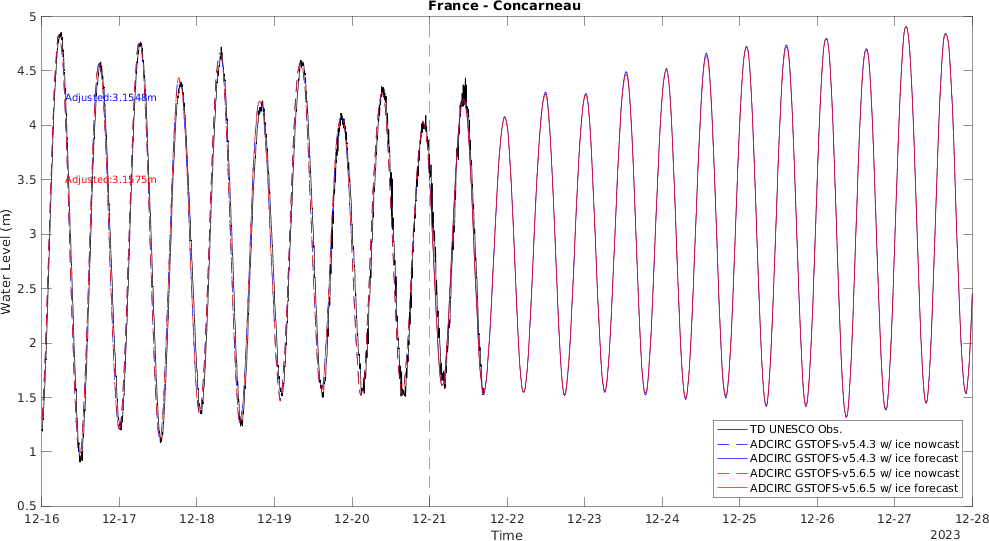 France - Concarneau
5
4.5
4
3.5
3
2.5
2
1.5
1
0.5
Water Level (m)
Adjusted:3.1548m
Adjusted:3.1575m
TD UNESCO Obs.
ADCIRC GSTOFS-v5.4.3 w/ ice nowcast
ADCIRC GSTOFS-v5.4.3 w/ ice forecast
ADCIRC GSTOFS-v5.6.5 w/ ice nowcast
ADCIRC GSTOFS-v5.6.5 w/ ice forecast
12-16 12-17 12-18 12-19 12-20 12-21 12-22 12-23 12-24 12-25 12-26 12-27 12-28
Time
2023